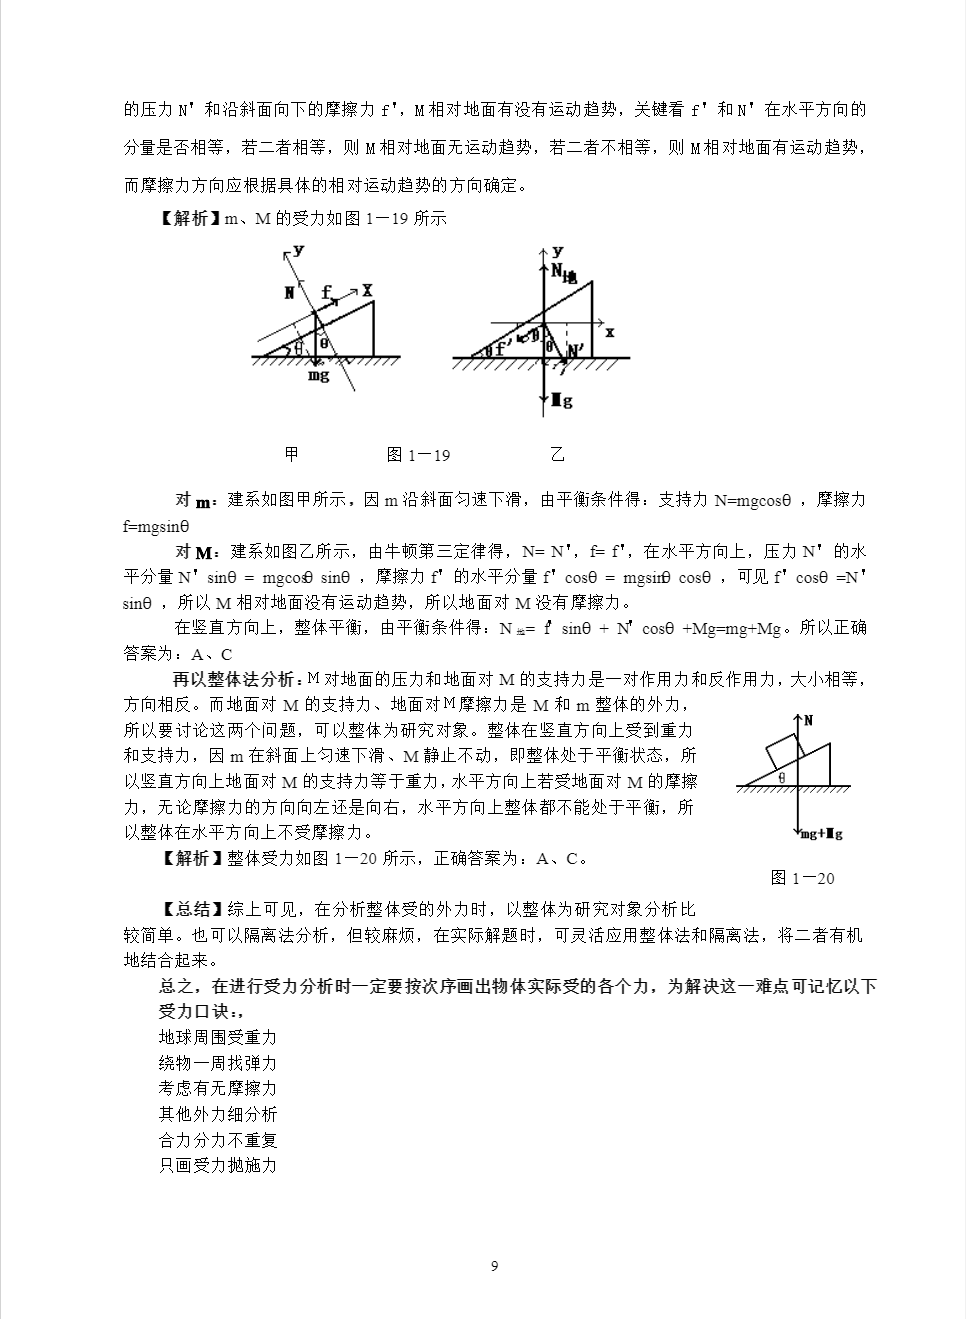 的压力 N′和沿斜面向下的摩擦力 f′，M 相对地面有没有运动趋势，关键看 f′和 N′在水平方向的
分量是否相等，若二者相等，则 M 相对地面无运动趋势，若二者不相等，则 M 相对地面有运动趋势，
而摩擦力方向应根据具体的相对运动趋势的方向确定。
【解析】m、M 的受力如图 1—19 所示
y
N
f
X
θ
θ
mg
y
N地
x
θ
f′
θ
θ
N′
Mg
甲 图 1—19 乙
对 m：建系如图甲所示，因 m 沿斜面匀速下滑，由平衡条件得：支持力 N=mgcosθ，摩擦力
f=mgsinθ
对 M：建系如图乙所示，由牛顿第三定律得，N= N′，f= f′，在水平方向上，压力 N′的水
平分量 N′sinθ= mgcosθsinθ，摩擦力 f′的水平分量 f′cosθ= mgsinθcosθ，可见 f′cosθ=N′
sinθ，所以 M 相对地面没有运动趋势，所以地面对 M 没有摩擦力。
在竖直方向上，整体平衡，由平衡条件得：N 地= f′sinθ+ N′cosθ+Mg=mg+Mg。所以正确
答案为：A、C
再以整体法分析：M 对地面的压力和地面对 M 的支持力是一对作用力和反作用力，大小相等，
方向相反。而地面对 M 的支持力、地面对 M 摩擦力是 M 和 m 整体的外力，
所以要讨论这两个问题，可以整体为研究对象。整体在竖直方向上受到重力
和支持力，因 m 在斜面上匀速下滑、M 静止不动，即整体处于平衡状态，所
以竖直方向上地面对 M 的支持力等于重力，水平方向上若受地面对 M 的摩擦
力，无论摩擦力的方向向左还是向右，水平方向上整体都不能处于平衡，所
以整体在水平方向上不受摩擦力。
N
θ
mg+Mg
图 1—20
【解析】整体受力如图 1—20 所示，正确答案为：A、C。
【总结】综上可见，在分析整体受的外力时，以整体为研究对象分析比
较简单。也可以隔离法分析，但较麻烦，在实际解题时，可灵活应用整体法和隔离法，将二者有机
地结合起来。
总之，在进行受力分析时一定要按次序画出物体实际受的各个力，为解决这一难点可记忆以下
受力口诀：，
地球周围受重力
绕物一周找弹力
考虑有无摩擦力
其他外力细分析
合力分力不重复
只画受力抛施力
9